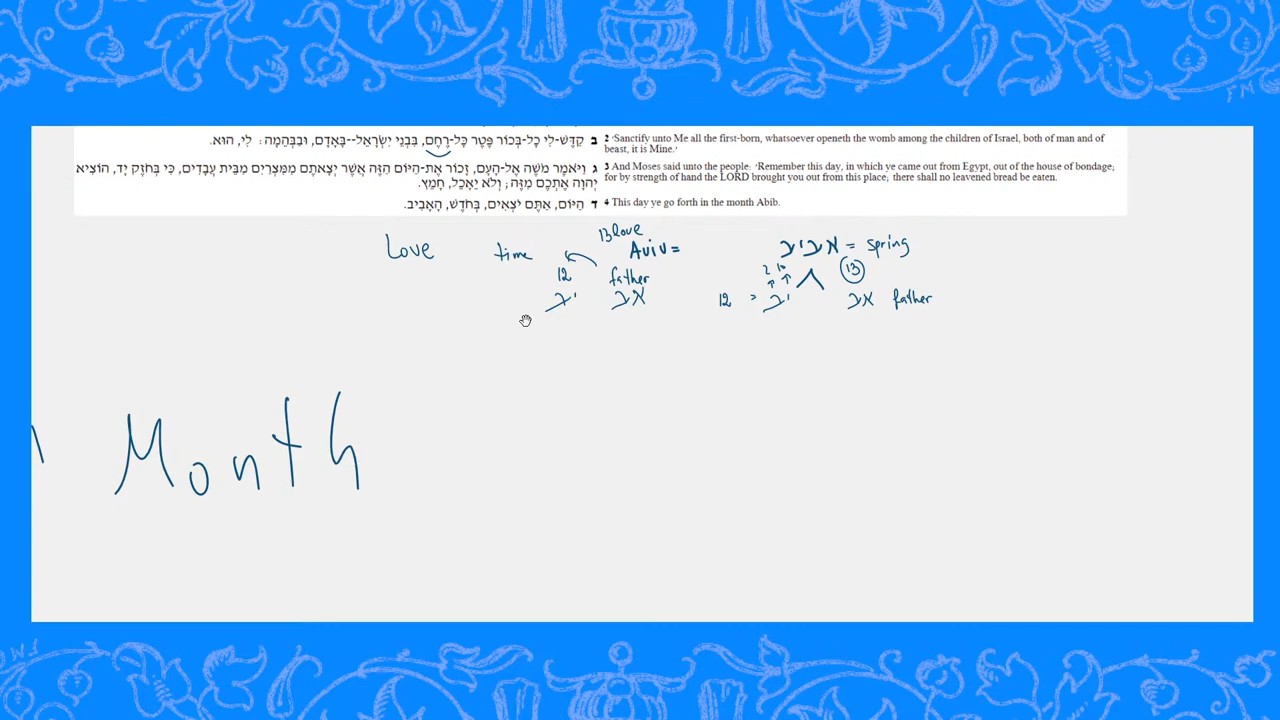 ב קַדֶּשׁ-לִי כָל-בְּכוֹר פֶּטֶר כָּל-רֶחֶם, בִּבְנֵי יִשְׂרָאֵל--בָּאָדָם, וּבַבְּהֵמָה: לִי, הוּא.
2 'Sanctify unto Me all the first-born, whatsoever openeth the womb among the children of Israel, both of man and of
beast, it is Mine.'
ג וַיֹּאמֶר מֹשֶׁה אֶל-הָעָם, זָכוֹר אֶת-הַיּוֹם הַזֶּה אֲשֶׁר יְצָאתֶם מִמִּצְרַיִם מִבֵּית עֲבָדִים, כִּי בְּחֹזֶק יָד, הוֹצִיא
יְהוָה אֶתְכֶם מִזֶּה; וְלֹא יֵאָכֵל, חָמֵץ.
3 And Moses said unto the people: 'Remember this day, in which ye came out from Egypt, out of the house of bondage;
for by strength of hand the LORD brought you out from this place; there shall no leavened bread be eaten.
ד הַיּוֹם, אַתֶּם יֹצְאִים, בְּחֹדֶשׁ, הָאָבִיב.
4 This day ye go forth in the month Abib.
13 love
Love time Aviv= אביב = spring
12 father 2 10 13
יב אב 12 = יב אב father
Month